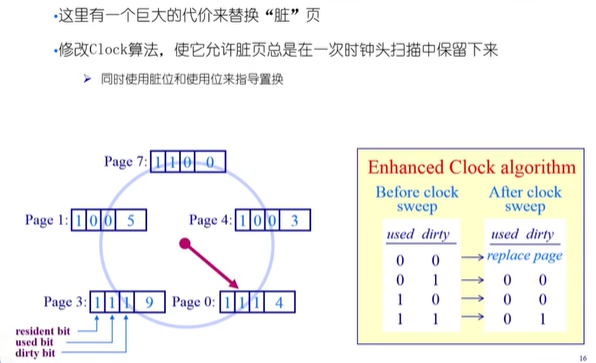 •这里有一个巨大的代价来替换“脏”页
•修改Clock算法，使它允许脏页总是在一次时钟头扫描中保留下来
➢ 同时使用脏位和使用位来指导置换
Page 7: 1 1 0 0
Page 1: 1 0 0 5
Page 4: 1 0 0 3
Page 3: 1 1 1 9
Page 0: 1 1 1 4
resident bit
used bit
dirty bit
Enhanced Clock algorithm
Before clock sweep
After clock sweep
used dirty used dirty
0 0 → replace page
0 1 → 0 0
1 0 → 0 0
1 1 → 0 1
16